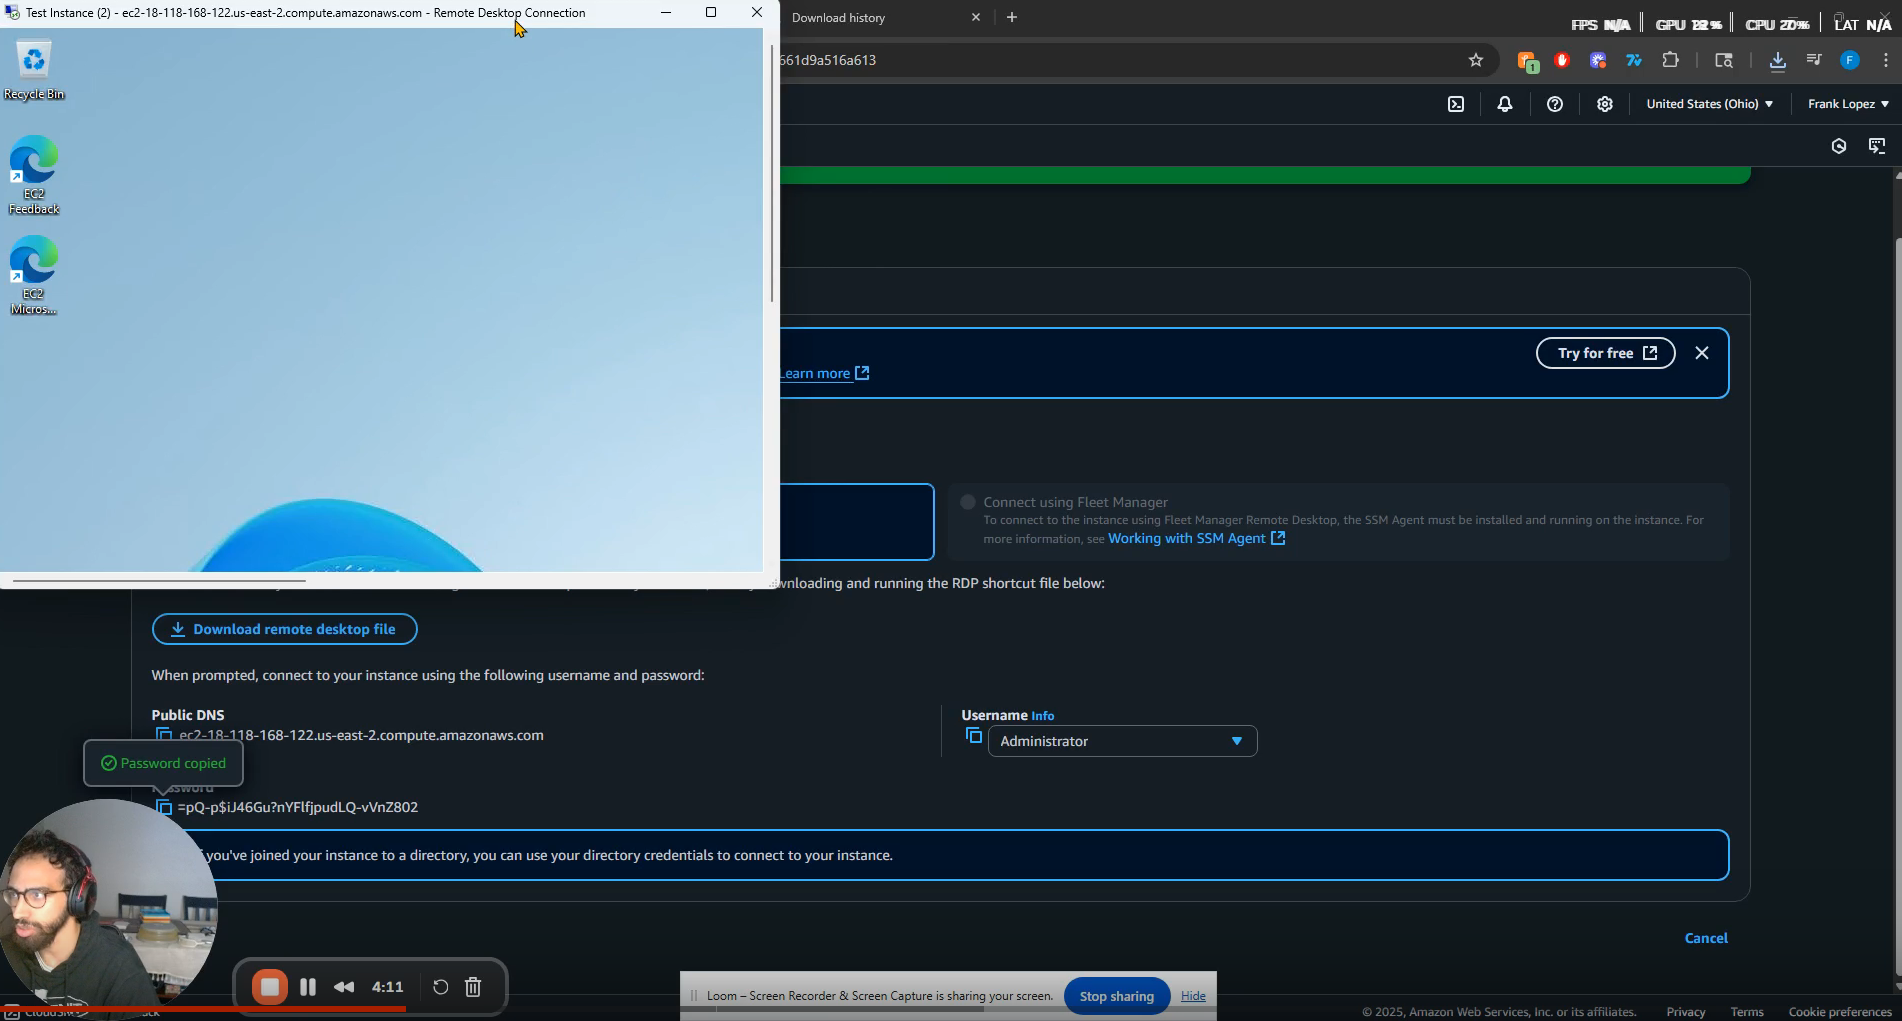 Test Instance (2) - ec2-18-118-168-122.us-east-2.compute.amazonaws.com - Remote Desktop Connection
Download history
FPS N/A GPU % CPU % LAT N/A
661d9a516a613
1
F
United States (Ohio)
Frank Lopez
Recycle Bin
EC2
Feedback
EC2
Micros...
Try for free
Learn more
Connect using Fleet Manager
To connect to the instance using Fleet Manager Remote Desktop, the SSM Agent must be installed and running on the instance. For
more information, see Working with SSM Agent
wnloading and running the RDP shortcut file below:
Download remote desktop file
When prompted, connect to your instance using the following username and password:
Public DNS
ec2-18-118-168-122.us-east-2.compute.amazonaws.com
Username Info
Administrator
Password copied
Password
=pQ-p$iJ46Gu?nYFlfjpudLQ-vVnZ802
you've joined your instance to a directory, you can use your directory credentials to connect to your instance.
Cancel
4:11
Loom – Screen Recorder & Screen Capture is sharing your screen.
Stop sharing
Hide
© 2025, Amazon Web Services, Inc. or its affiliates.
Privacy
Terms
Cookie preferences